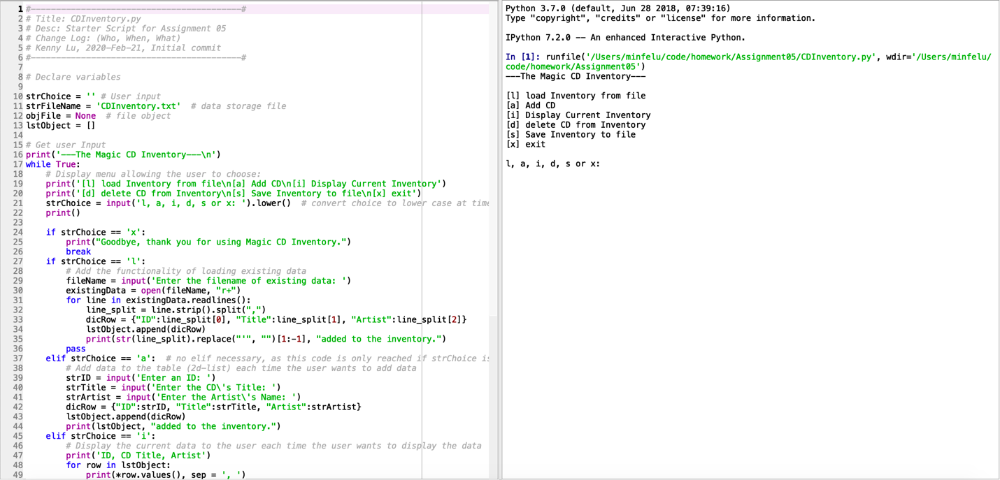 1 #------------------------------------------#
2 # Title: CDInventory.py
3 # Desc: Starter Script for Assignment 05
4 # Change Log: (Who, When, What)
5 # Kenny Lu, 2020-Feb-21, Initial commit
6 #------------------------------------------#
7
8 # Declare variables
9
10 strChoice = '' # User input
11 strFileName = 'CDInventory.txt'  # data storage file
12 objFile = None  # file object
13 lstObject = []
14
15 # Get user Input
16 print('---The Magic CD Inventory---\n')
17 while True:
18     # Display menu allowing the user to choose:
19     print('[l] load Inventory from file\n[a] Add CD\n[i] Display Current Inventory')
20     print('[d] delete CD from Inventory\n[s] Save Inventory to file\n[x] exit')
21     strChoice = input('l, a, i, d, s or x: ').lower()  # convert choice to lower case at time
22     print()
23
24     if strChoice == 'x':
25         print("Goodbye, thank you for using Magic CD Inventory.")
26         break
27     if strChoice == 'l':
28         # Add the functionality of loading existing data
29         fileName = input('Enter the filename of existing data: ')
30         existingData = open(fileName, "r+")
31         for line in existingData.readlines():
32             line_split = line.strip().split(",")
33             dicRow = {"ID":line_split[0], "Title":line_split[1], "Artist":line_split[2]}
34             lstObject.append(dicRow)
35             print(str(line_split).replace("'", "")[1:-1], "added to the inventory.")
36         pass
37     elif strChoice == 'a':  # no elif necessary, as this code is only reached if strChoice is
38         # Add data to the table (2d-list) each time the user wants to add data
39         strID = input('Enter an ID: ')
40         strTitle = input('Enter the CD\'s Title: ')
41         strArtist = input('Enter the Artist\'s Name: ')
42         dicRow = {"ID":strID, "Title":strTitle, "Artist":strArtist}
43         lstObject.append(dicRow)
44         print(lstObject, "added to the inventory.")
45     elif strChoice == 'i':
46         # Display the current data to the user each time the user wants to display the data
47         print('ID, CD Title, Artist')
48         for row in lstObject:
49             print(*row.values(), sep = ', ')
Python 3.7.0 (default, Jun 28 2018, 07:39:16)
Type "copyright", "credits" or "license" for more information.
IPython 7.2.0 -- An enhanced Interactive Python.
In [1]: runfile('/Users/minfelu/code/homework/Assignment05/CDInventory.py', wdir='/Users/minfelu/
code/homework/Assignment05')
---The Magic CD Inventory---
[l] load Inventory from file
[a] Add CD
[i] Display Current Inventory
[d] delete CD from Inventory
[s] Save Inventory to file
[x] exit
l, a, i, d, s or x: